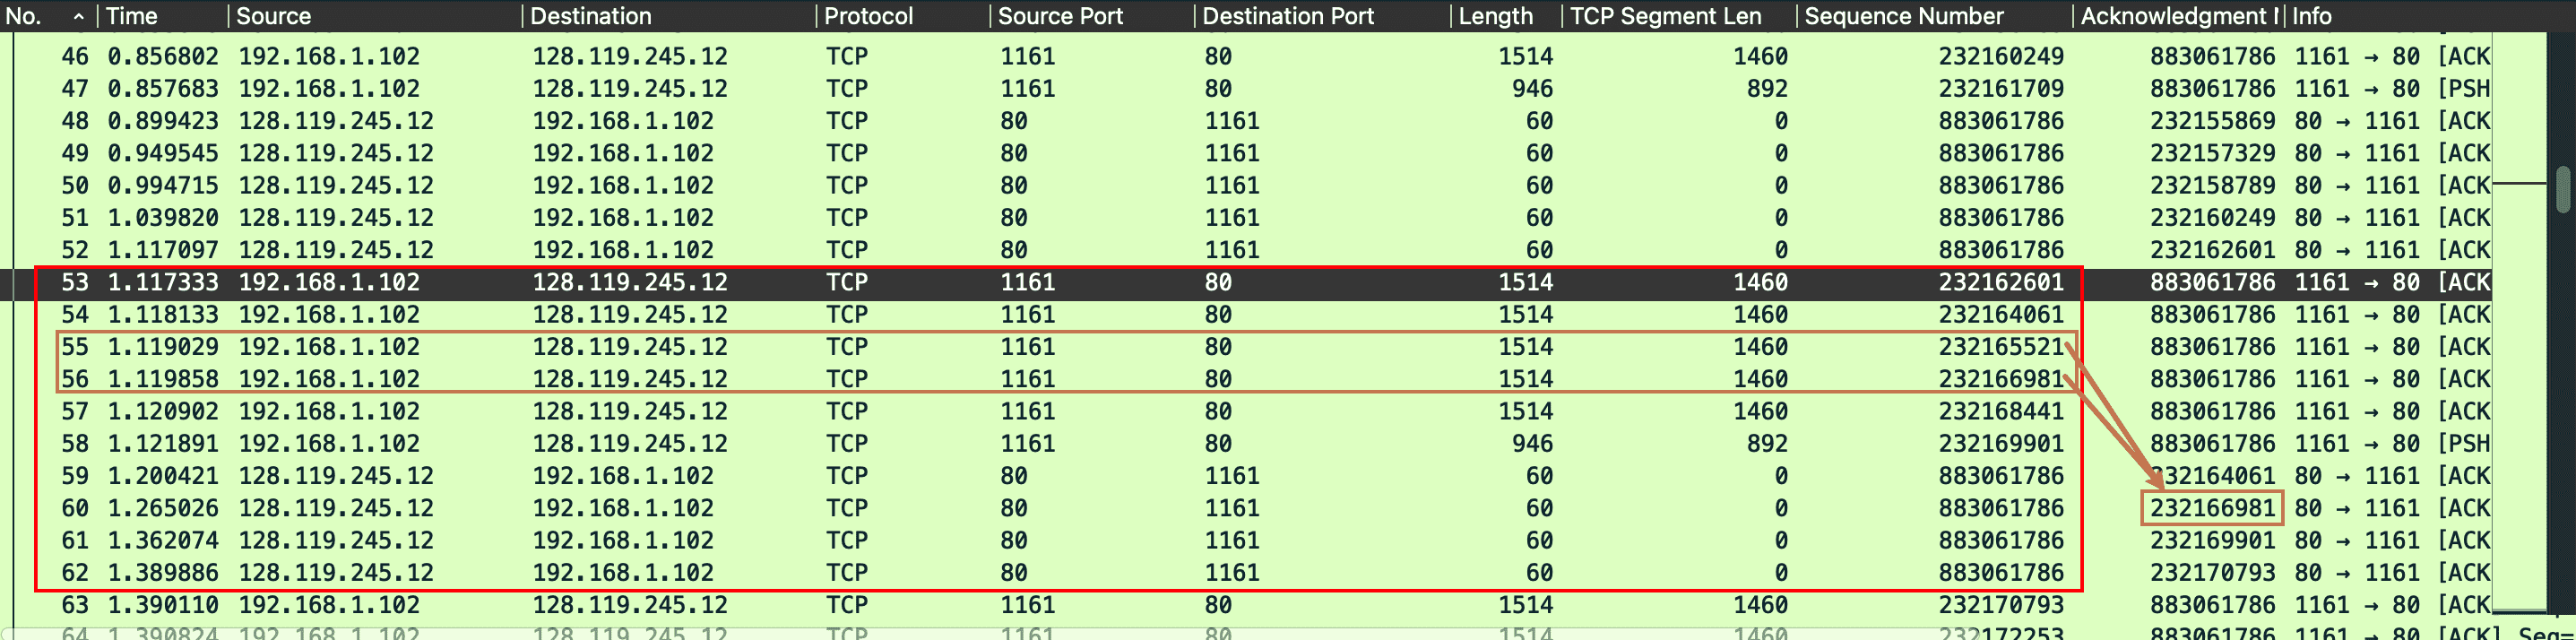 No. Time Source Destination Protocol Source Port Destination Port Length TCP Segment Len Sequence Number Acknowledgment Info
46 0.856802 192.168.1.102 128.119.245.12 TCP 1161 80 1514 1460 232160249 883061786 1161 → 80 [ACK
47 0.857683 192.168.1.102 128.119.245.12 TCP 1161 80 946 892 232161709 883061786 1161 → 80 [PSH
48 0.899423 128.119.245.12 192.168.1.102 TCP 80 1161 60 0 883061786 232155869 80 → 1161 [ACK
49 0.949545 128.119.245.12 192.168.1.102 TCP 80 1161 60 0 883061786 232157329 80 → 1161 [ACK
50 0.994715 128.119.245.12 192.168.1.102 TCP 80 1161 60 0 883061786 232158789 80 → 1161 [ACK
51 1.039820 128.119.245.12 192.168.1.102 TCP 80 1161 60 0 883061786 232160249 80 → 1161 [ACK
52 1.117097 128.119.245.12 192.168.1.102 TCP 80 1161 60 0 883061786 232162601 80 → 1161 [ACK
53 1.117333 192.168.1.102 128.119.245.12 TCP 1161 80 1514 1460 232162601 883061786 1161 → 80 [ACK
54 1.118133 192.168.1.102 128.119.245.12 TCP 1161 80 1514 1460 232164061 883061786 1161 → 80 [ACK
55 1.119029 192.168.1.102 128.119.245.12 TCP 1161 80 1514 1460 232165521 883061786 1161 → 80 [ACK
56 1.119858 192.168.1.102 128.119.245.12 TCP 1161 80 1514 1460 232166981 883061786 1161 → 80 [ACK
57 1.120902 192.168.1.102 128.119.245.12 TCP 1161 80 1514 1460 232168441 883061786 1161 → 80 [ACK
58 1.121891 192.168.1.102 128.119.245.12 TCP 1161 80 946 892 232169901 883061786 1161 → 80 [PSH
59 1.200421 128.119.245.12 192.168.1.102 TCP 80 1161 60 0 883061786 232164061 80 → 1161 [ACK
60 1.265026 128.119.245.12 192.168.1.102 TCP 80 1161 60 0 883061786 232166981 80 → 1161 [ACK
61 1.362074 128.119.245.12 192.168.1.102 TCP 80 1161 60 0 883061786 232169901 80 → 1161 [ACK
62 1.389886 128.119.245.12 192.168.1.102 TCP 80 1161 60 0 883061786 232170793 80 → 1161 [ACK
63 1.390110 192.168.1.102 128.119.245.12 TCP 1161 80 1514 1460 232170793 883061786 1161 → 80 [ACK
64 1.390824 192.168.1.102 128.119.245.12 TCP 1161 80 1514 1460 232172253 883061786 1161 → 80 [ACK] Seq=